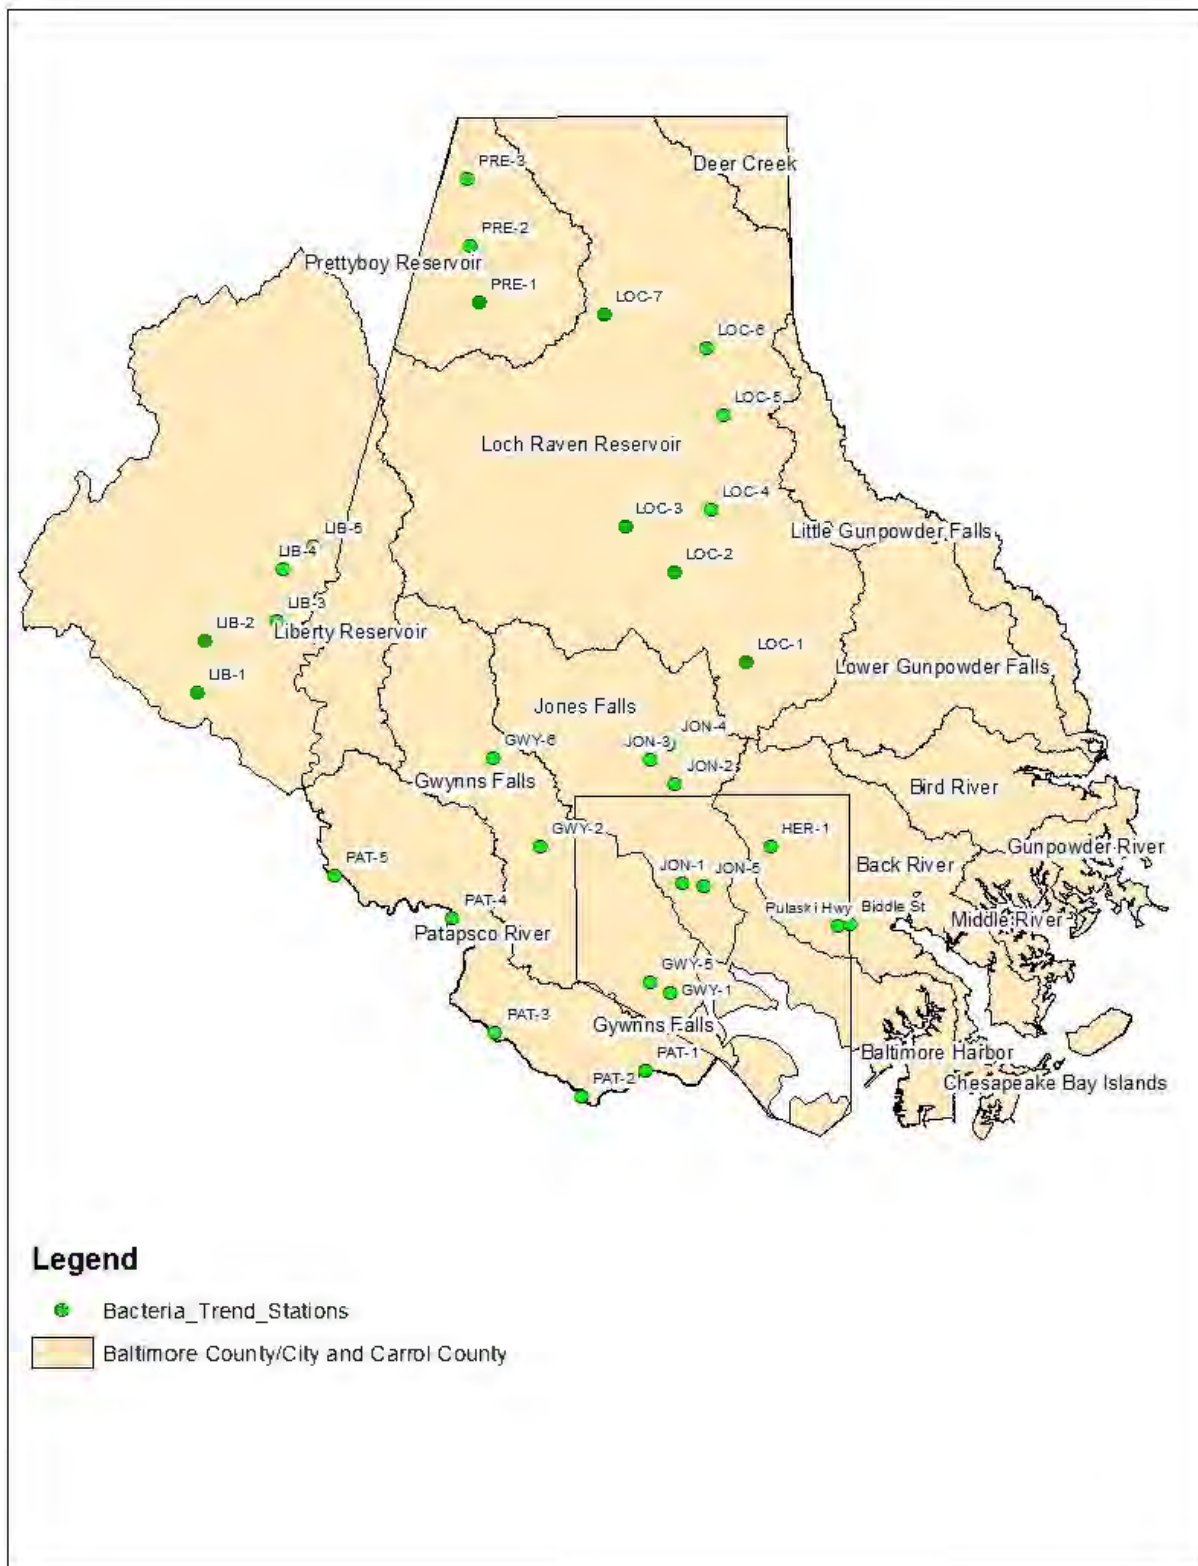 Deer Creek
PRE-3
PRE-2
Prettyboy Reservoir
PRE-1
LOC-7
LOC-6
LOC-5
Loch Raven Reservoir
LOC-4
LOC-3
Little Gunpowder Falls
LIB-5
LIB-4
LOC-2
LIB-3
LIB-2
Liberty Reservoir
LOC-1
Lower Gunpowder Falls
LIB-1
Jones Falls
JON-4
GWY-6
JON-3
JON-2
Gwynns Falls
Bird River
GWY-2
HER-1
Gunpowder River
PAT-5
JON-1
JON-5
Back River
PAT-4
Pulaski Hwy
Biddle St
Middle River
Patapsco River
GWY-5
GWY-1
PAT-3
Gywnns Falls
PAT-1
Baltimore Harbor
PAT-2
Chesapeake Bay Islands
Legend
Bacteria_Trend_Stations
Baltimore County/City and Carrol County